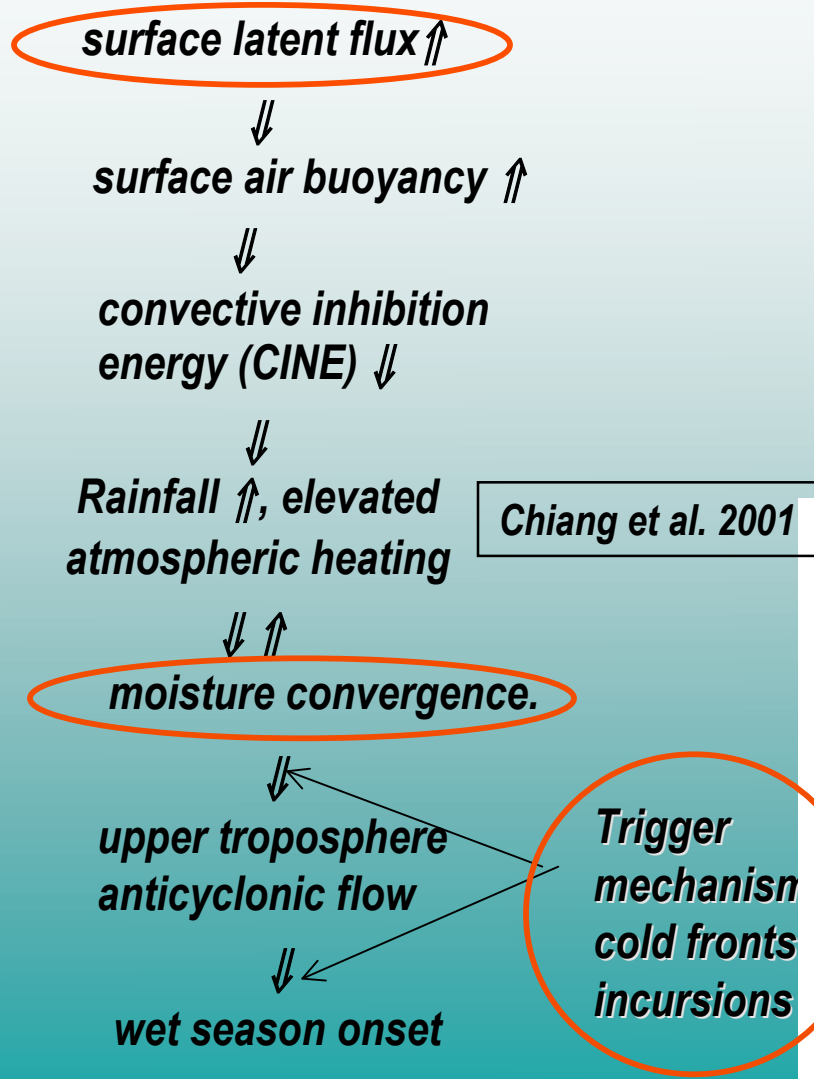 surface latent flux⇑
⇓
surface air buoyancy ⇑
⇓
convective inhibition
energy (CINE) ⇓
⇓
Rainfall ⇑, elevated
atmospheric heating
Chiang et al. 2001
⇓ ⇑
moisture convergence.
⇓
upper troposphere
anticyclonic flow
⇓
wet season onset
Trigger
mechanism
cold fronts
incursions